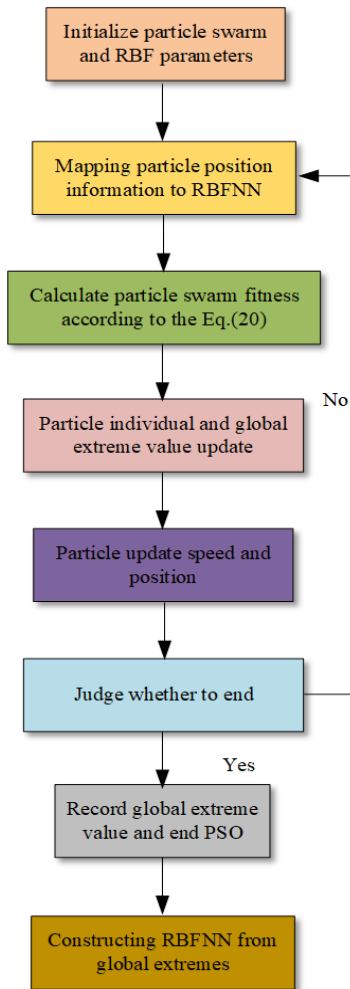 Initialize particle swarm
and RBF parameters
Mapping particle position
information to RBFNN
Calculate particle swarm fitness
according to the Eq.(20)
No
Particle individual and global
extreme value update
Particle update speed and
position
Judge whether to end
Yes
Record global extreme
value and end PSO
Constructing RBFNN from
global extremes